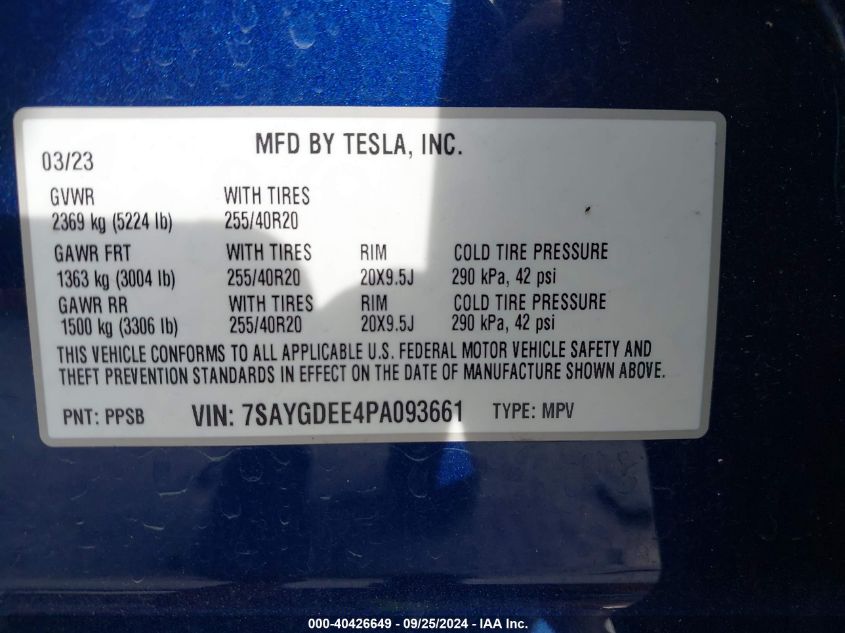 MFD BY TESLA, INC.
03/23
GVWR WITH TIRES
2369 kg (5224 lb) 255/40R20
GAWR FRT WITH TIRES RIM COLD TIRE PRESSURE
1363 kg (3004 lb) 255/40R20 20X9.5J 290 kPa, 42 psi
GAWR RR WITH TIRES RIM COLD TIRE PRESSURE
1500 kg (3306 lb) 255/40R20 20X9.5J 290 kPa, 42 psi
THIS VEHICLE CONFORMS TO ALL APPLICABLE U.S. FEDERAL MOTOR VEHICLE SAFETY AND
THEFT PREVENTION STANDARDS IN EFFECT ON THE DATE OF MANUFACTURE SHOWN ABOVE.
PNT: PPSB VIN: 7SAYGDEE4PA093661 TYPE: MPV
000-40426649 - 09/25/2024 - IAA Inc.